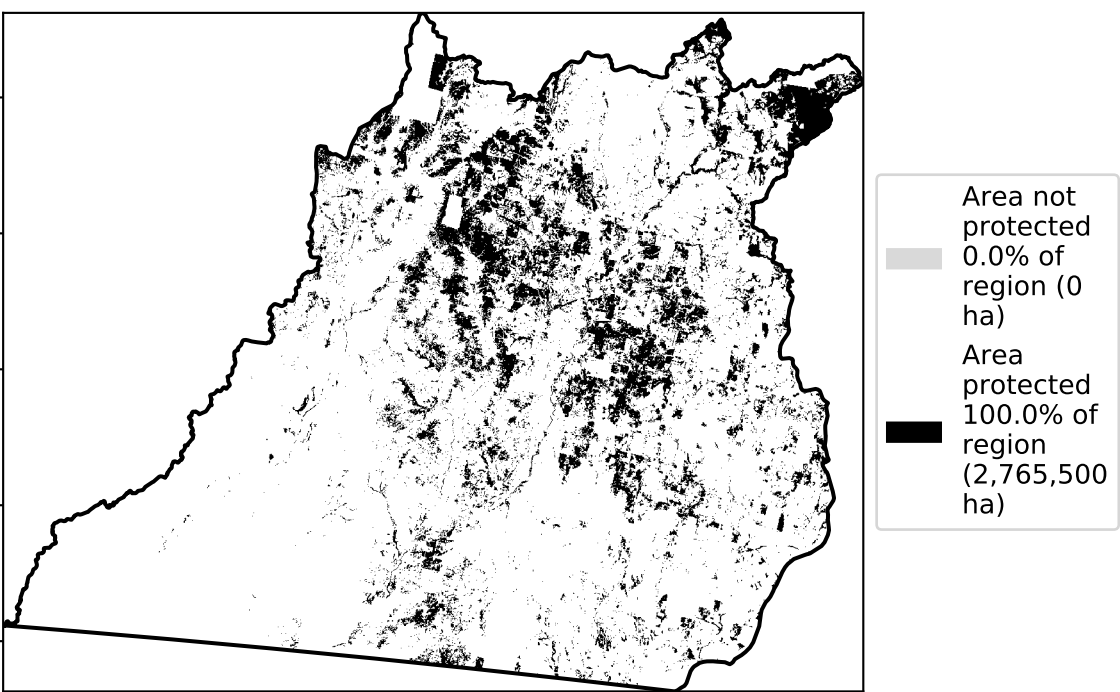 Area not
protected
0.0% of
region (0
ha)
Area
protected
100.0% of
region
(2,765,500
ha)